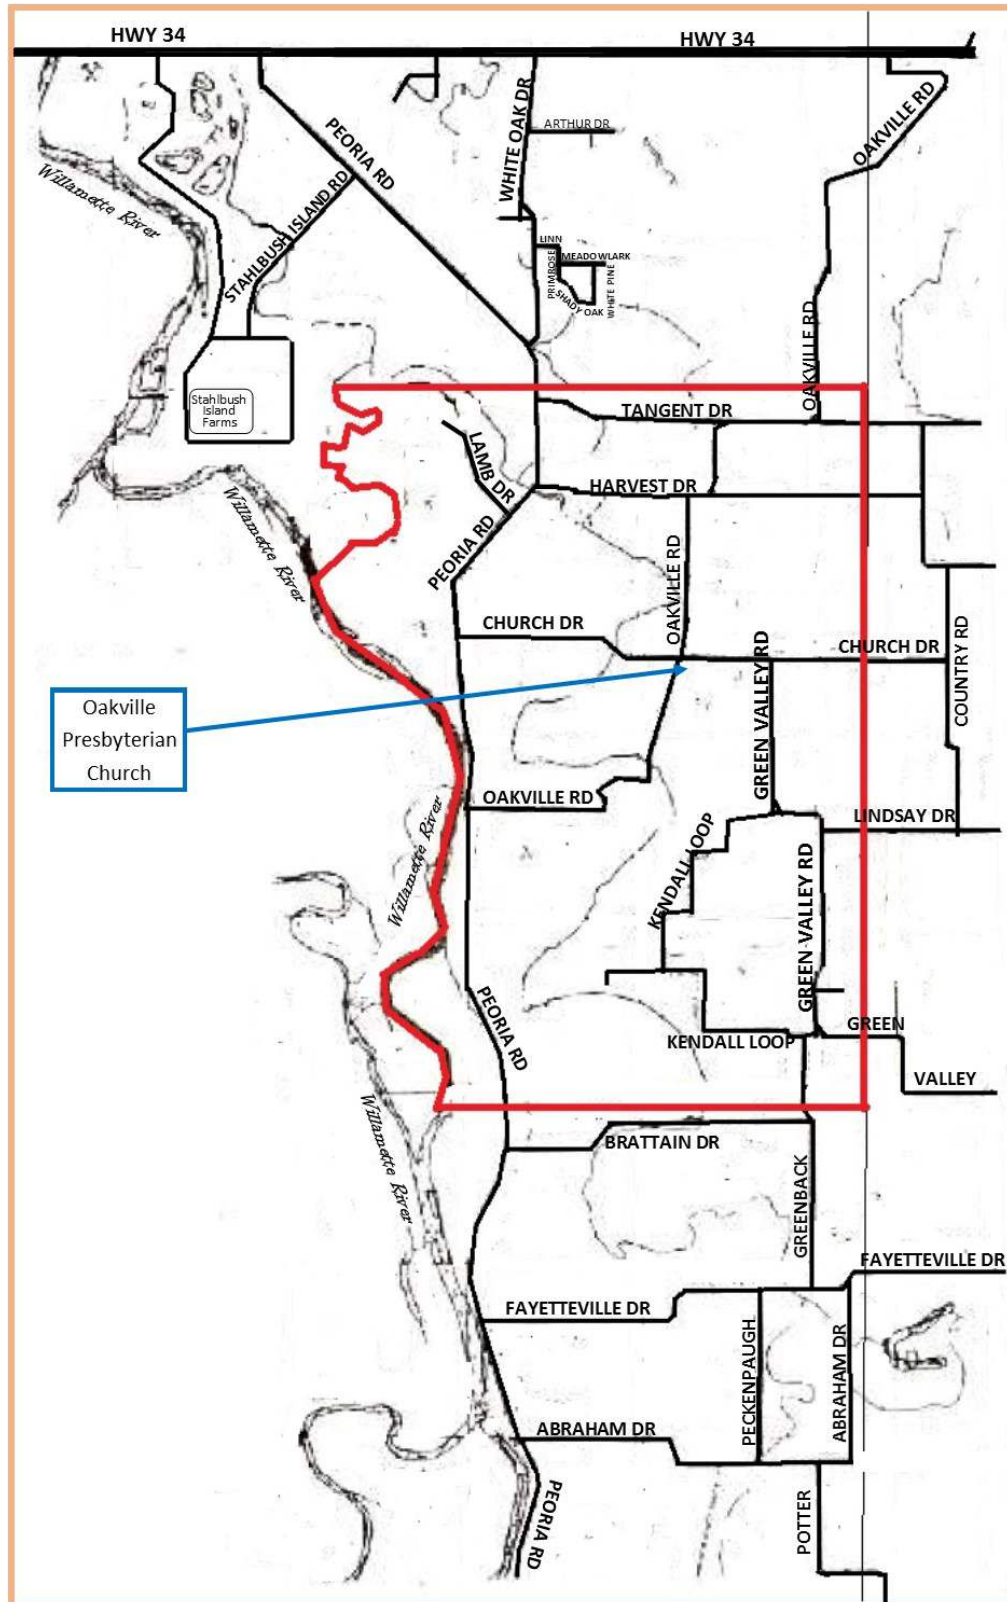 HWY 34
HWY 34
PEORIA RD
WHITE OAK DR
ARTHUR DR
OAKVILLE RD
Willamette River
STAHLBUSH ISLAND RD
LINN
MEADOWLARK
PRIMROSE
SHADY OAK
WHITE PINE
OAKVILLE RD
Stahlbush
Island
Farms
TANGENT DR
LAMB DR
HARVEST DR
Willamette River
PEORIA RD
OAKVILLE RD
CHURCH DR
CHURCH DR
GREEN VALLEY RD
COUNTRY RD
Oakville
Presbyterian
Church
OAKVILLE RD
LINDSAY DR
Willamette River
KENDALL LOOP
GREEN VALLEY RD
PEORIA RD
KENDALL LOOP
GREEN
VALLEY
Willamette River
BRATTAIN DR
GREENBACK
FAYETTEVILLE DR
FAYETTEVILLE DR
PECKENPAUGH
ABRAHAM DR
ABRAHAM DR
PEORIA RD
POTTER